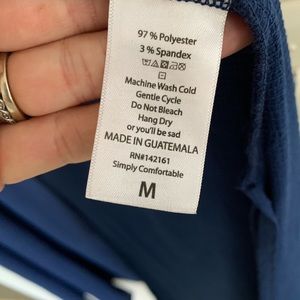 97 % Polyester
3 % Spandex
Machine Wash Cold
Gentle Cycle
Do Not Bleach
Hang Dry
or you'll be sad
MADE IN GUATEMALA
RN#142161
Simply Comfortable
M